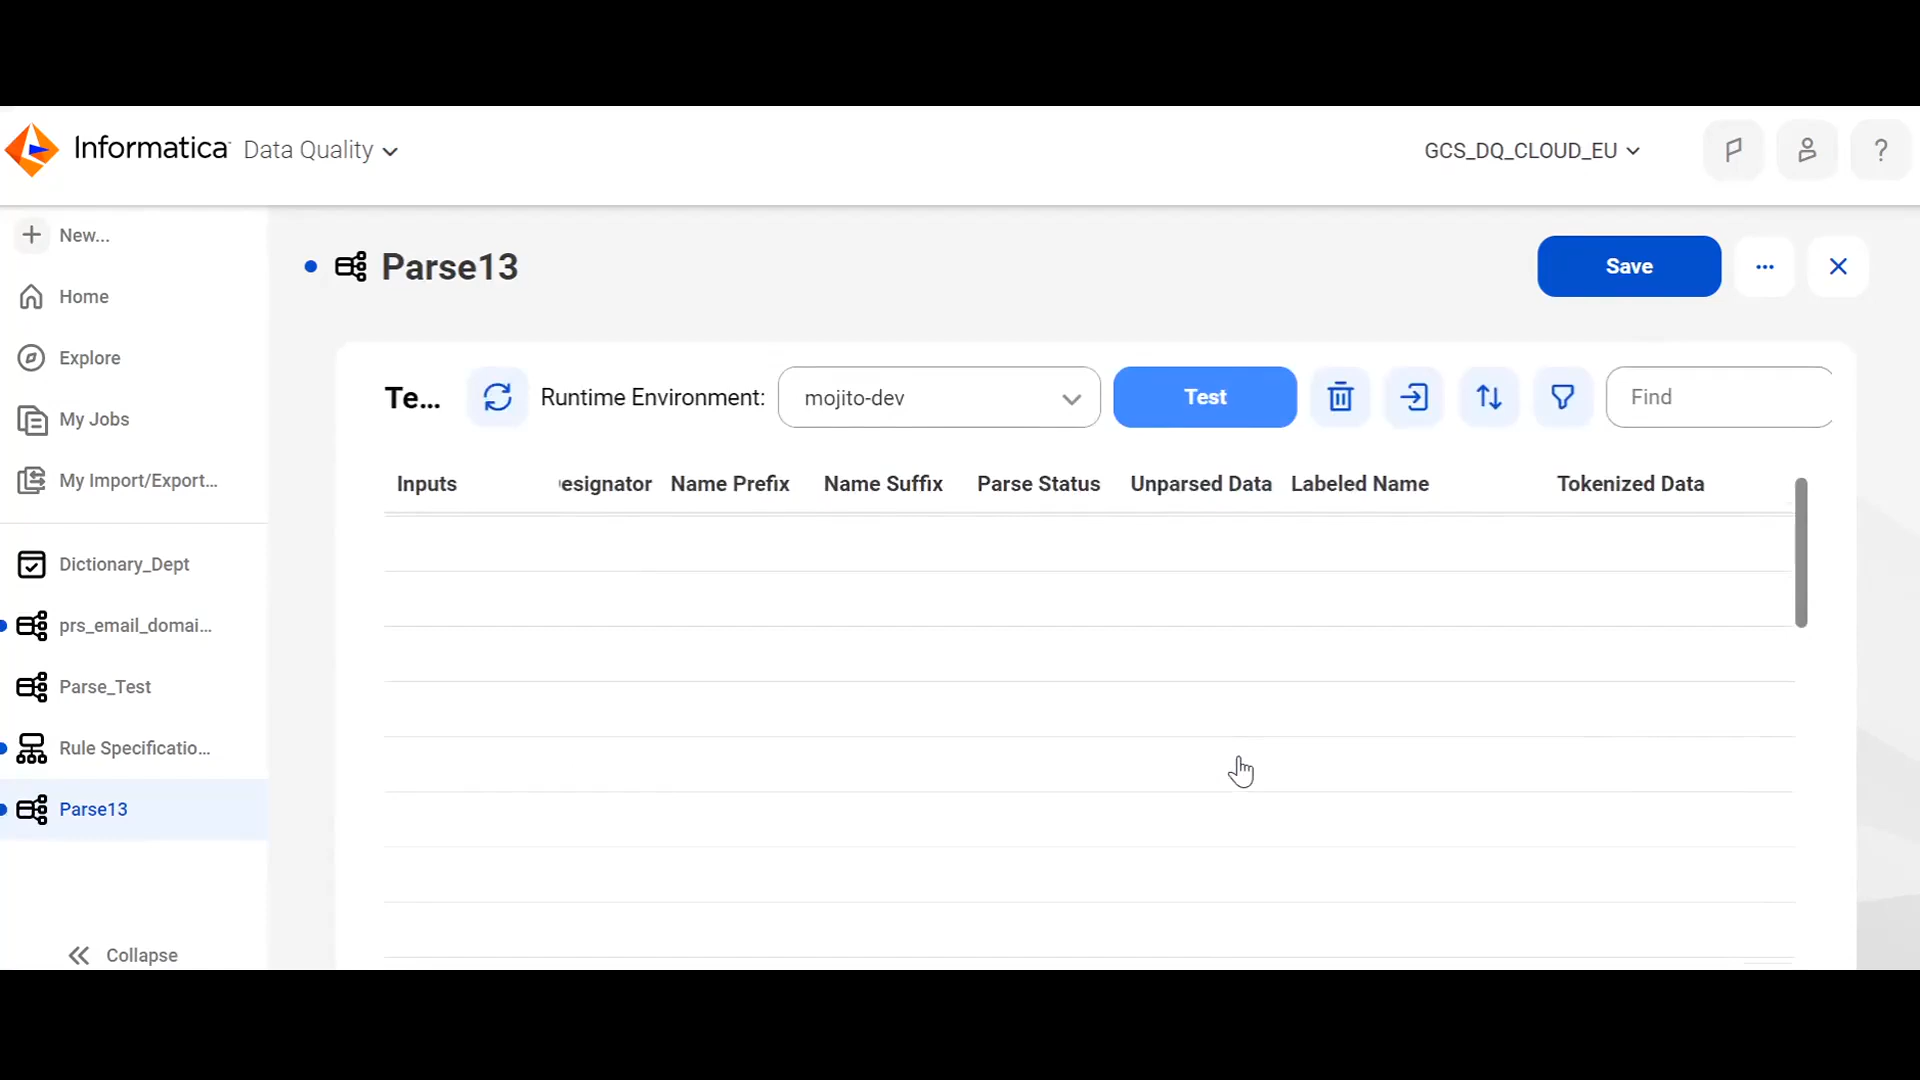 Informatica Data Quality
GCS_DQ_CLOUD_EU
?
New...
Home
Explore
My Jobs
My Import/Export...
Dictionary_Dept
prs_email_domai...
Parse_Test
Rule Specificatio...
Parse13
Collapse
Parse13
Save
Te...
Runtime Environment:
mojito-dev
Test
Find
Inputs esignator Name Prefix Name Suffix Parse Status Unparsed Data Labeled Name Tokenized Data